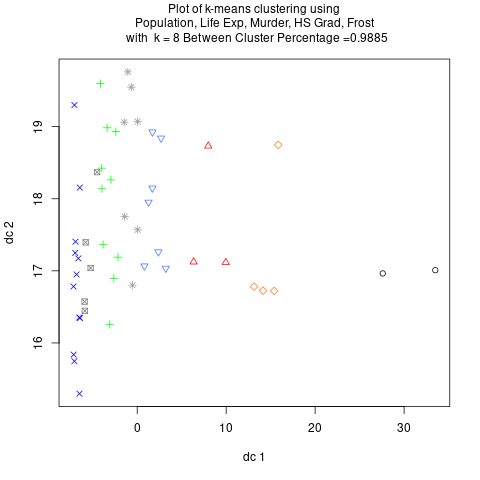 Plot of k-means clustering using
Population, Life Exp, Murder, HS Grad, Frost
with k = 8 Between Cluster Percentage =0.9885
19
18
17
16
dc 2
0 10 20 30
dc 1